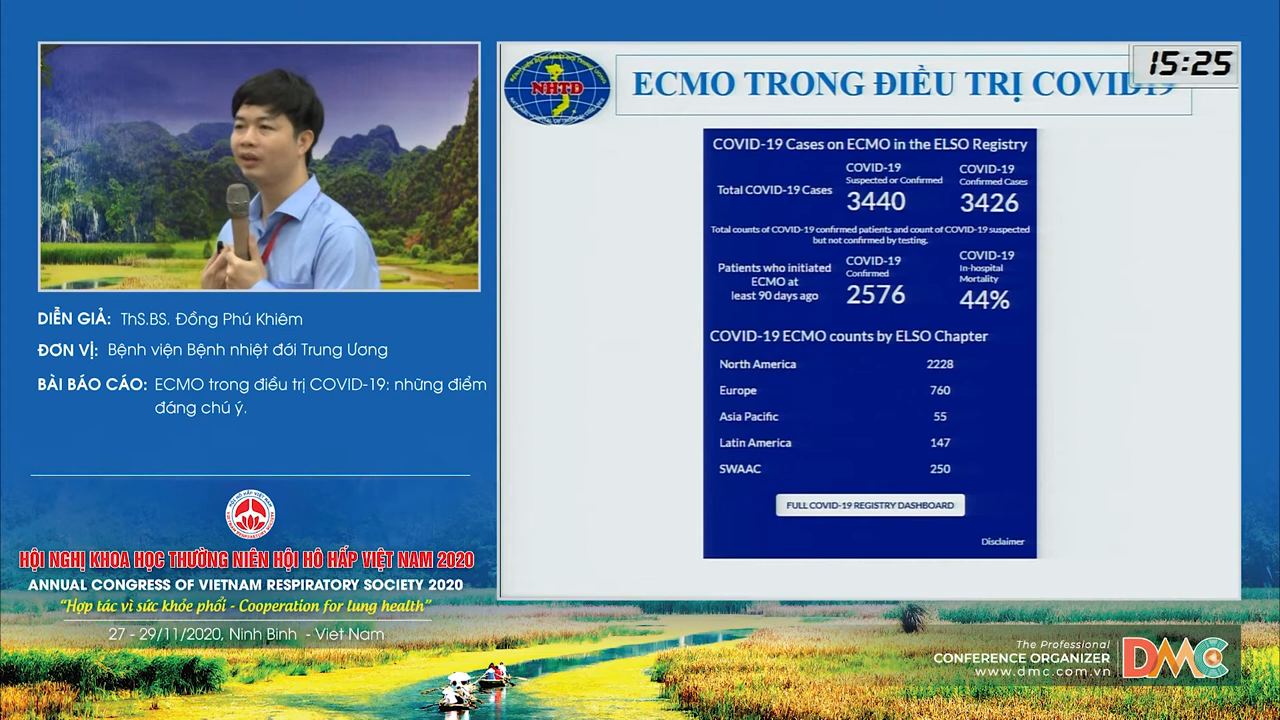 DIỄN GIẢ: ThS.BS. Đồng Phú Khiêm
ĐƠN VỊ: Bệnh viện Bệnh nhiệt đới Trung Ương
BÀI BÁO CÁO: ECMO trong điều trị COVID-19: những điểm
đáng chú ý.
HỘI NGHỊ KHOA HỌC THƯỜNG NIÊN HỘI HÔ HẤP VIỆT NAM 2020
ANNUAL CONGRESS OF VIETNAM RESPIRATORY SOCIETY 2020
“Hợp tác vì sức khỏe phổi - Cooperation for lung health”
27 - 29/11/2020, Ninh Binh - Viet Nam
NHTD
ECMO TRONG ĐIỀU TRỊ COVID19
15:25
COVID-19 Cases on ECMO in the ELSO Registry
Total COVID-19 Cases
COVID-19
Suspected or Confirmed
3440
COVID-19
Confirmed Cases
3426
Total counts of COVID-19 confirmed patients and count of COVID-19 suspected
but not confirmed by testing.
Patients who initiated
ECMO at
least 90 days ago
COVID-19
Confirmed
2576
COVID-19
In-hospital
Mortality
44%
COVID-19 ECMO counts by ELSO Chapter
North America 2228
Europe 760
Asia Pacific 55
Latin America 147
SWAAC 250
FULL COVID-19 REGISTRY DASHBOARD
Disclaimer
The Professional
CONFERENCE ORGANIZER
www.dmc.com.vn
DMC